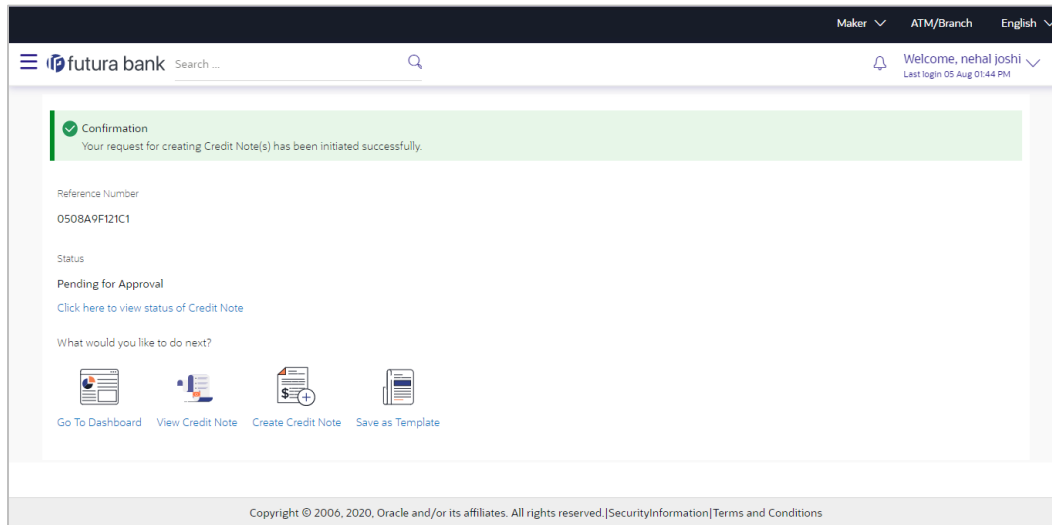 Maker ATM/Branch English
futura bank Search ... Welcome, nehal joshi
Last login 05 Aug 01:44 PM
Confirmation
Your request for creating Credit Note(s) has been initiated successfully.
Reference Number
0508A9F121C1
Status
Pending for Approval
Click here to view status of Credit Note
What would you like to do next?
Go To Dashboard View Credit Note Create Credit Note Save as Template
Copyright © 2006, 2020, Oracle and/or its affiliates. All rights reserved.|SecurityInformation|Terms and Conditions